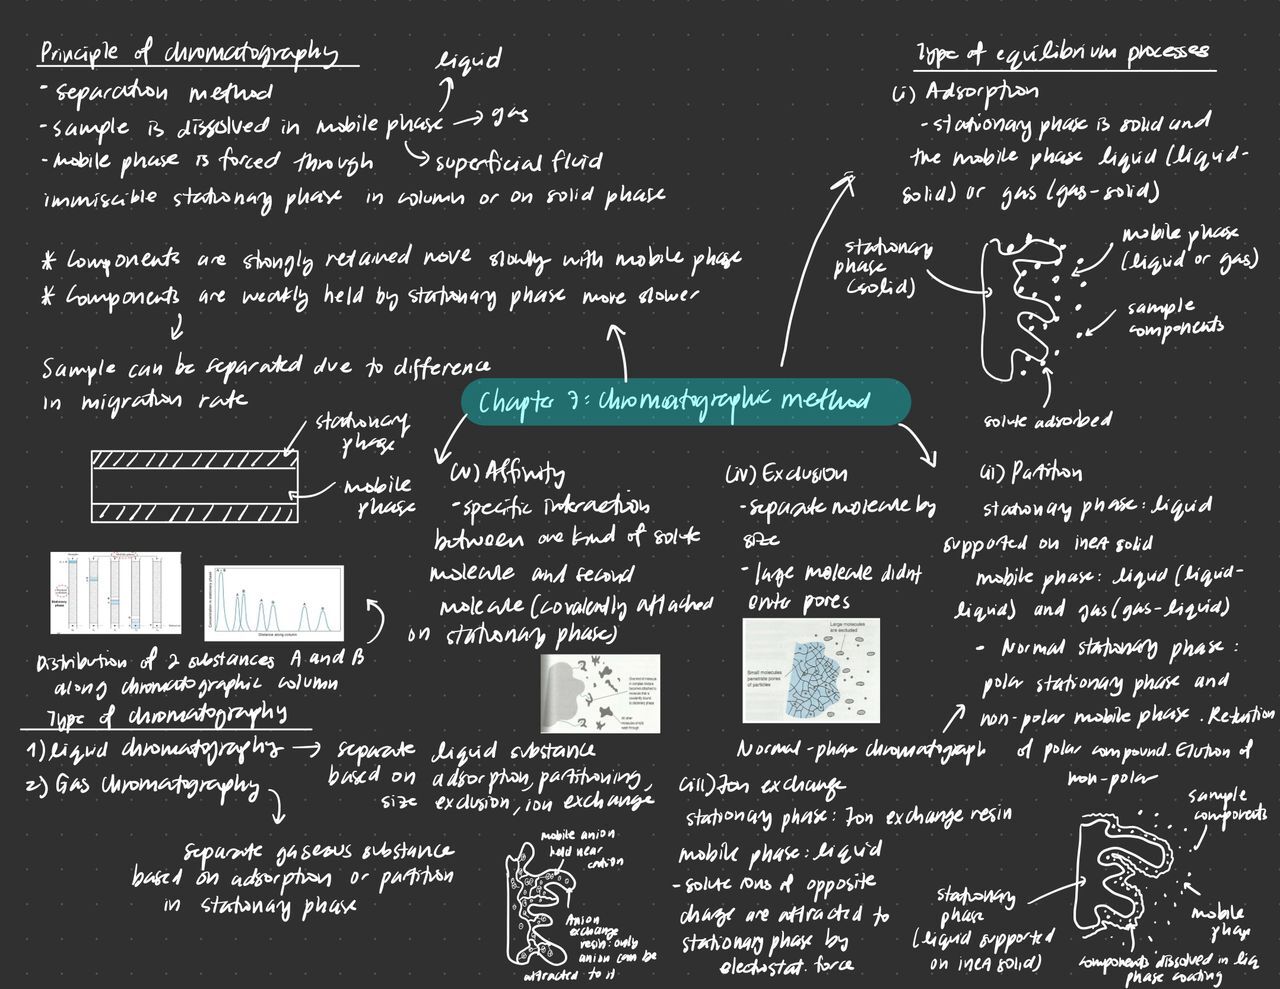 Principle of chromatography
- separation method
- sample is dissolved in mobile phase → gas
liquid
superficial fluid
- mobile phase is forced through
immiscible stationary phase in column or on solid phase
* Components are strongly retained move slowly with mobile phase
* Components are weakly held by stationary phase more slower
Sample can be separated due to difference
in migration rate
stationary
phase
mobile
phase
Distribution of 2 substances A and B
along chromatographic column
Concentration in stationary phase
Distance along column
A + B
Type of chromatography
1) liquid chromatography → separate liquid substance
based on adsorption, partitioning,
size exclusion, ion exchange
2) Gas chromatography
separate gaseous substance
based on adsorption or partition
in stationary phase
Chapter 7: chromatographic method
Type of equilibrium processes
(i) Adsorption
- stationary phase is solid and
the mobile phase liquid (liquid-
solid) or gas (gas-solid)
stationary
phase
(solid)
mobile phase
(liquid or gas)
sample
components
solute adsorbed
(ii) Partition
stationary phase: liquid
supported on inert solid
mobile phase: liquid (liquid-
liquid) and gas (gas-liquid)
- Normal stationary phase:
polar stationary phase and
non-polar mobile phase. Retention
of polar compound. Elution of
non-polar
Normal-phase chromatograph
sample
components
stationary
phase
(liquid supported
on inert solid)
mobile
phase
components dissolved in liq
phase coating
(iii) Ion exchange
stationary phase: Ion exchange resin
mobile phase: liquid
- solute ions of opposite
charge are attracted to
stationary phase by
electrostat. force
mobile anion
held near
cation
Anion
exchange
resin: only
anion can be
attracted to it
(iv) Exclusion
- separate molecule by
size
- large molecule didnt
enter pores
Large molecules
are excluded
Small molecules
penetrate pores
of particles
(v) Affinity
- specific interaction
between one kind of solute
molecule and second
molecule (covalently attached
on stationary phase)